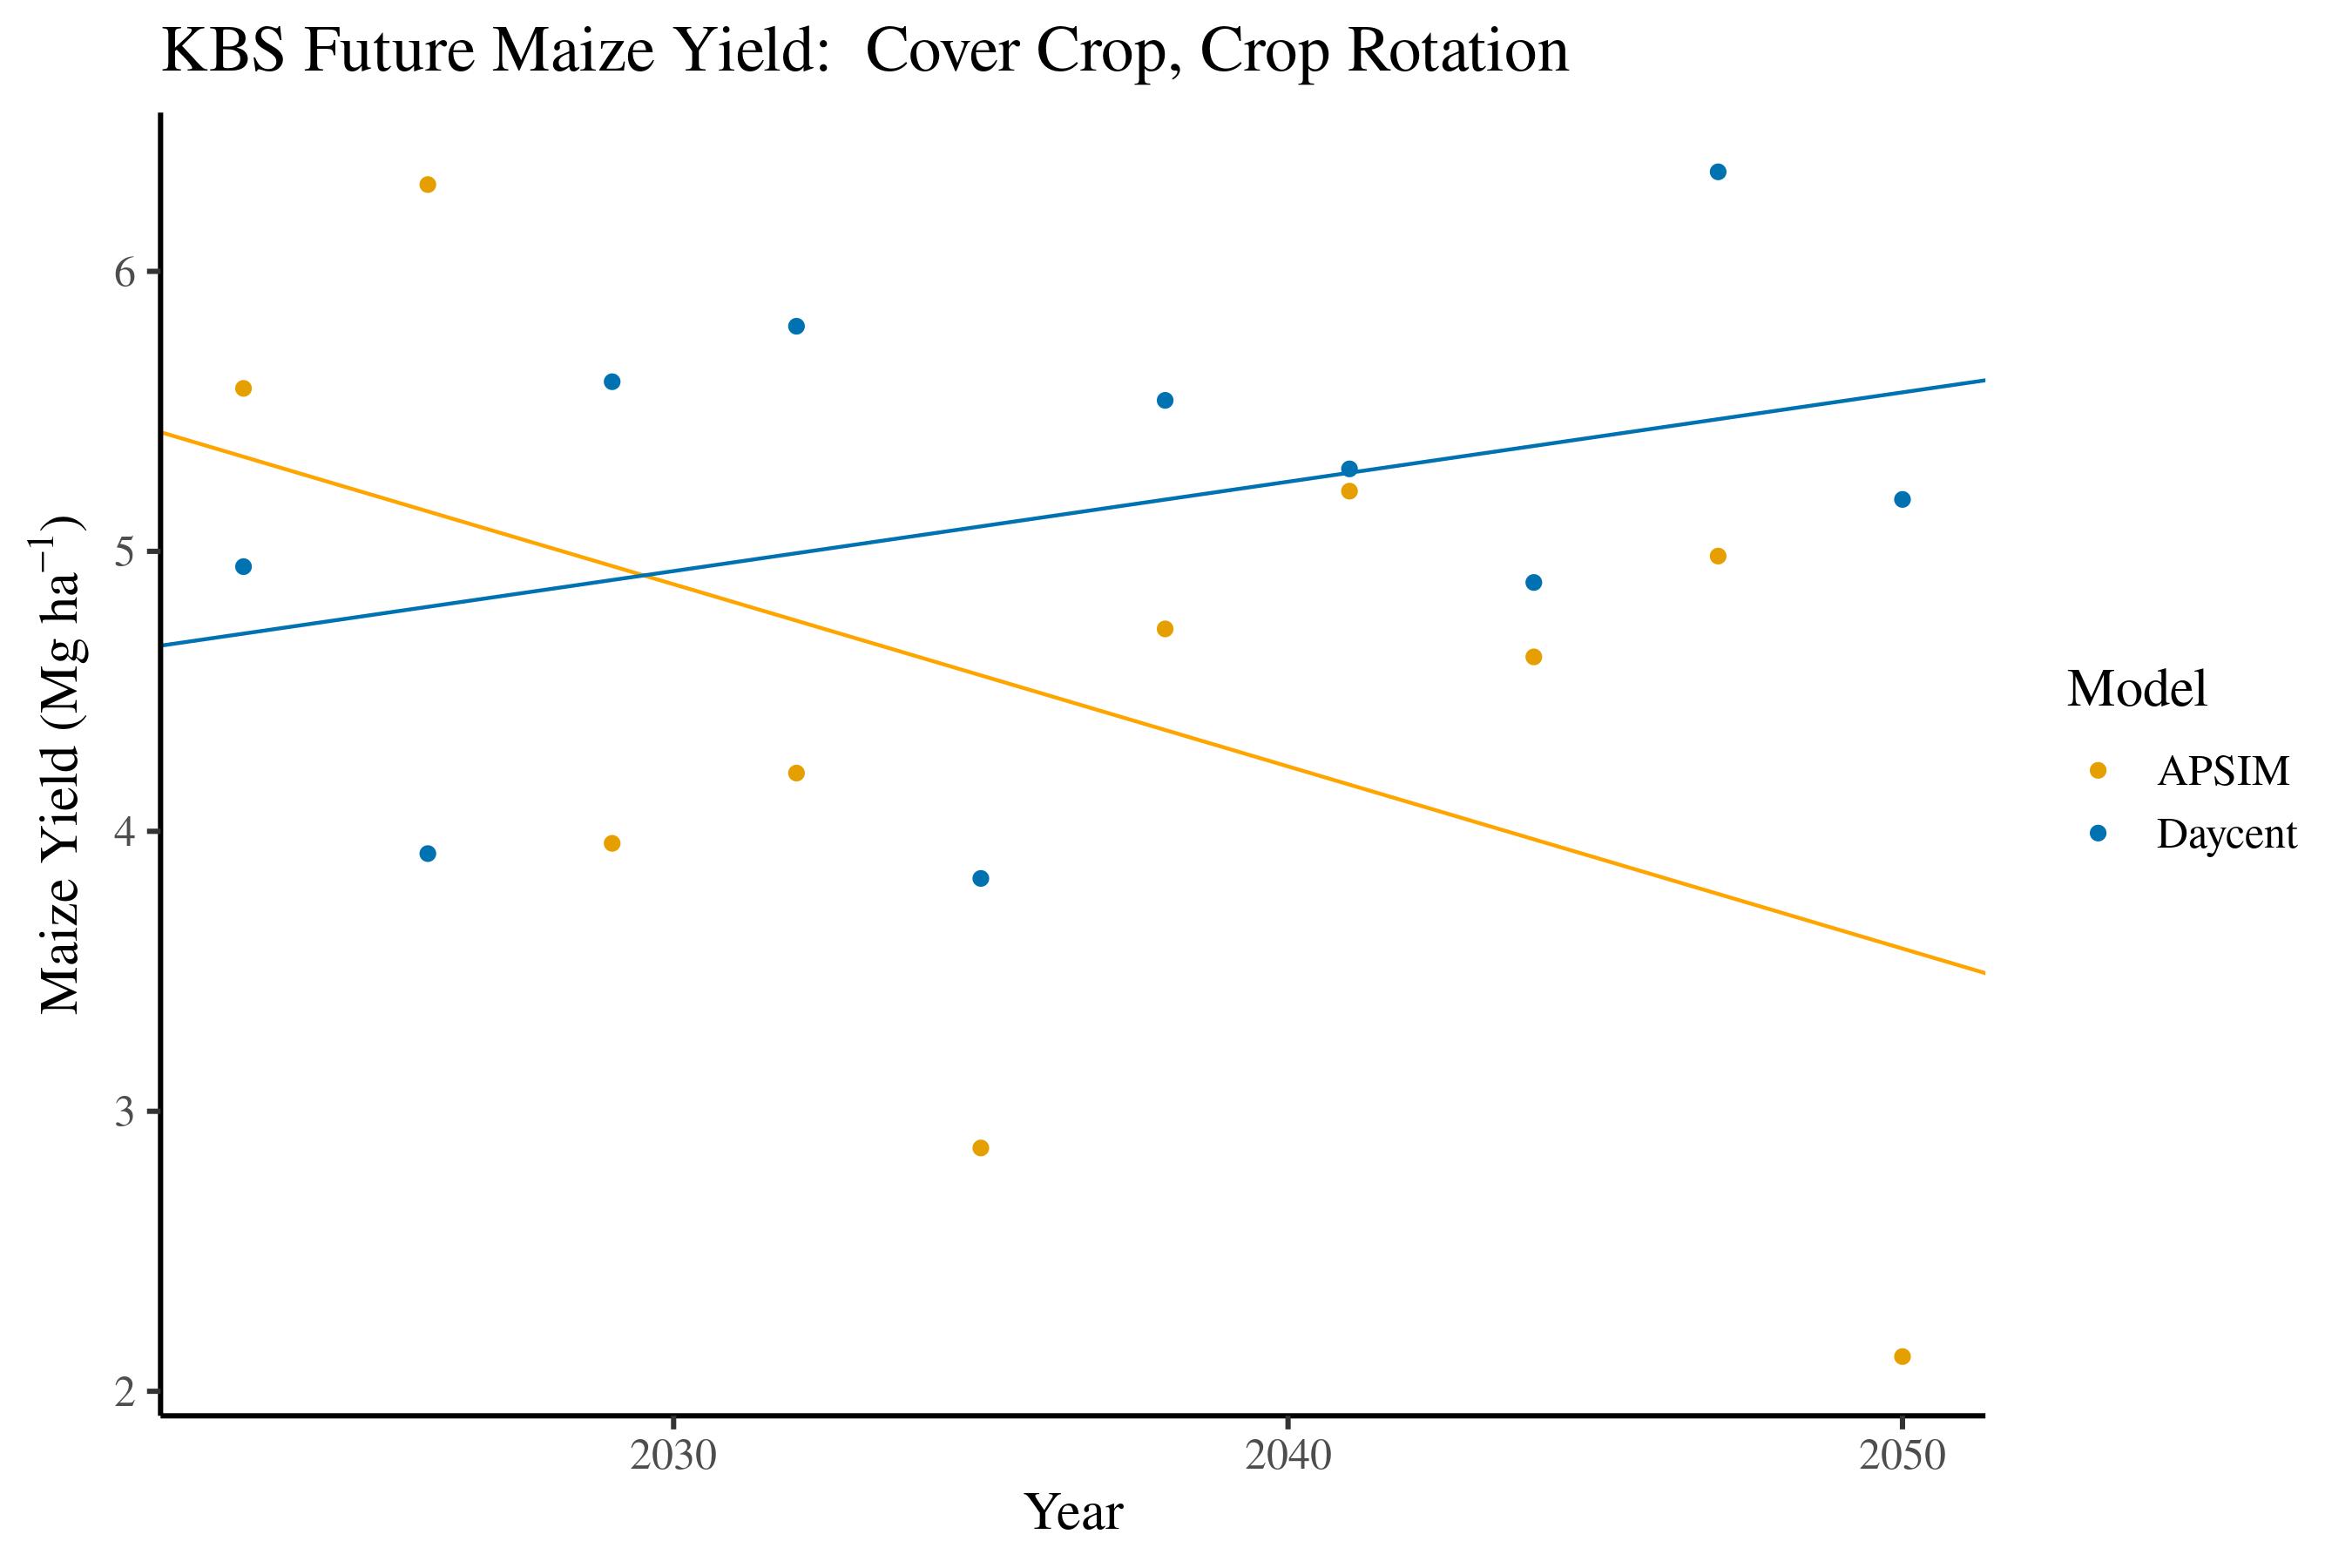 KBS Future Maize Yield:  Cover Crop, Crop Rotation
Maize Yield (Mg ha⁻¹)
6
5
4
3
2
2030
2040
2050
Year
Model
APSIM
Daycent